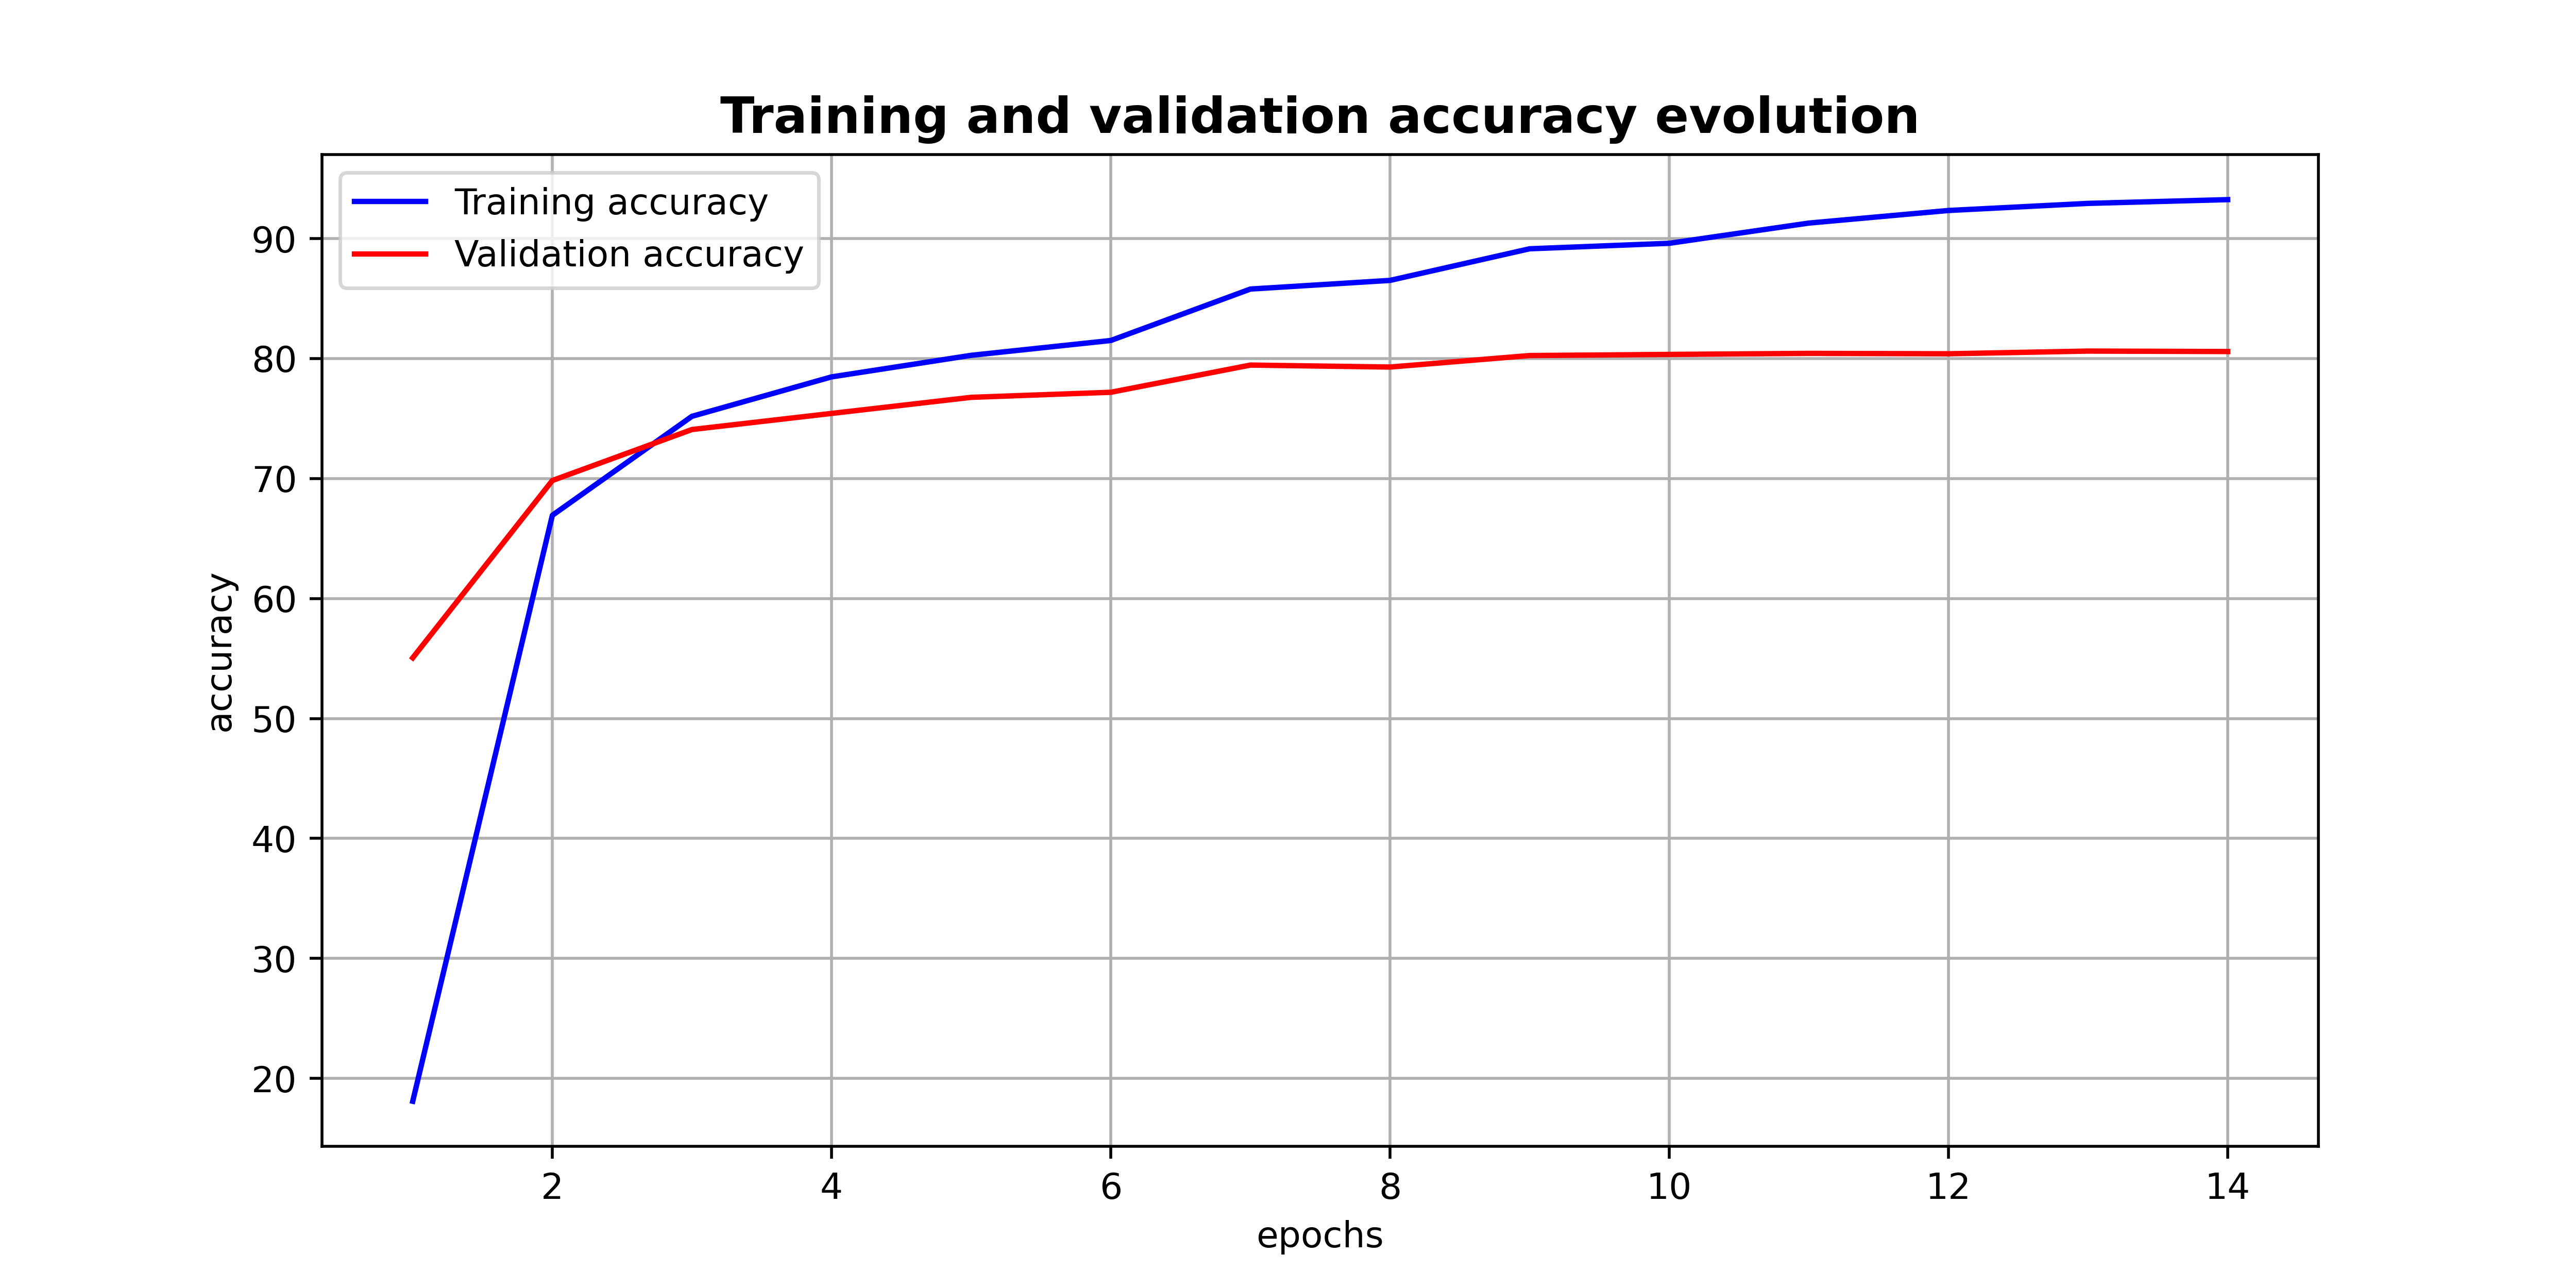 Training and validation accuracy evolution
Training accuracy
Validation accuracy
90
80
70
60
50
40
30
20
accuracy
2 4 6 8 10 12 14
epochs